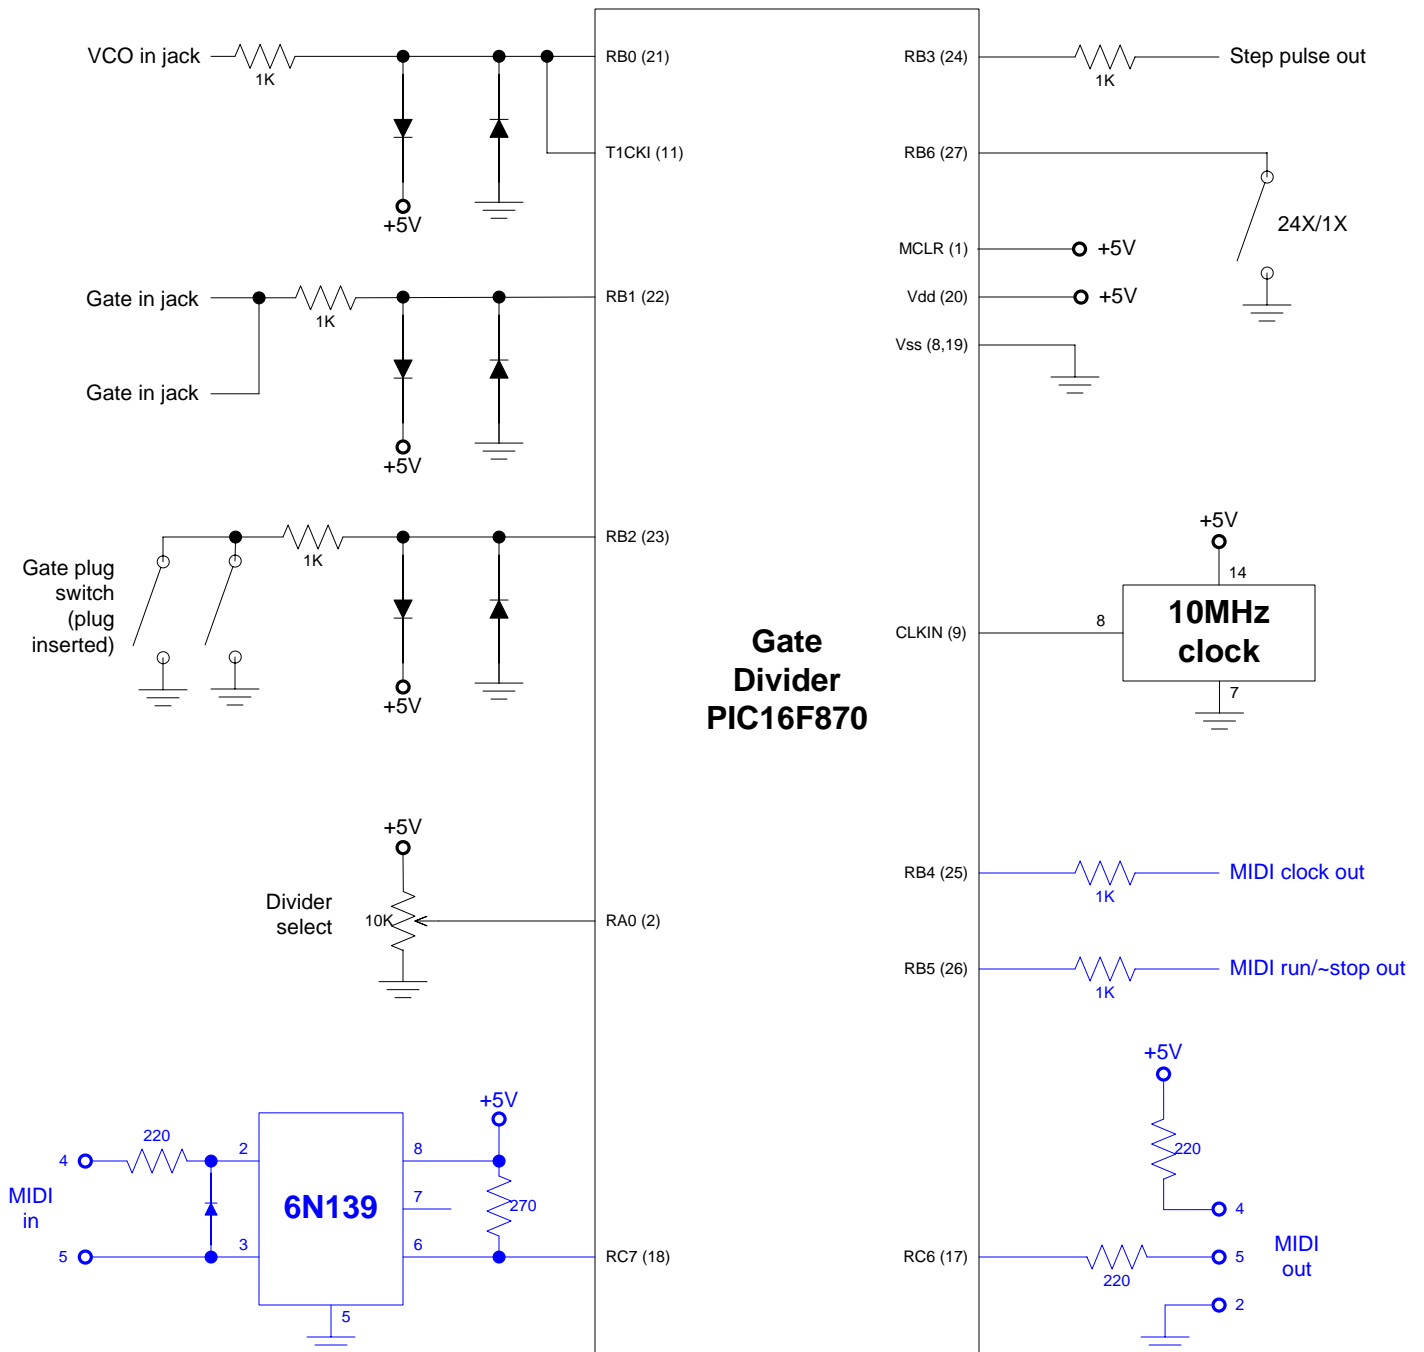 VCO in jack
1K
RB0 (21)
T1CKI (11)
+5V
Gate in jack
1K
RB1 (22)
Gate in jack
+5V
1K
RB2 (23)
Gate plug
switch
(plug
inserted)
+5V
+5V
Divider
select
10K
RA0 (2)
+5V
220
4
2
8
MIDI
in
6N139
7
270
5
3
6
RC7 (18)
5
Gate
Divider
PIC16F870
RB3 (24)
1K
Step pulse out
RB6 (27)
24X/1X
MCLR (1)
+5V
Vdd (20)
+5V
Vss (8,19)
+5V
14
CLKIN (9)
8
10MHz
clock
7
RB4 (25)
1K
MIDI clock out
RB5 (26)
1K
MIDI run/~stop out
+5V
220
4
RC6 (17)
220
5
MIDI
out
2